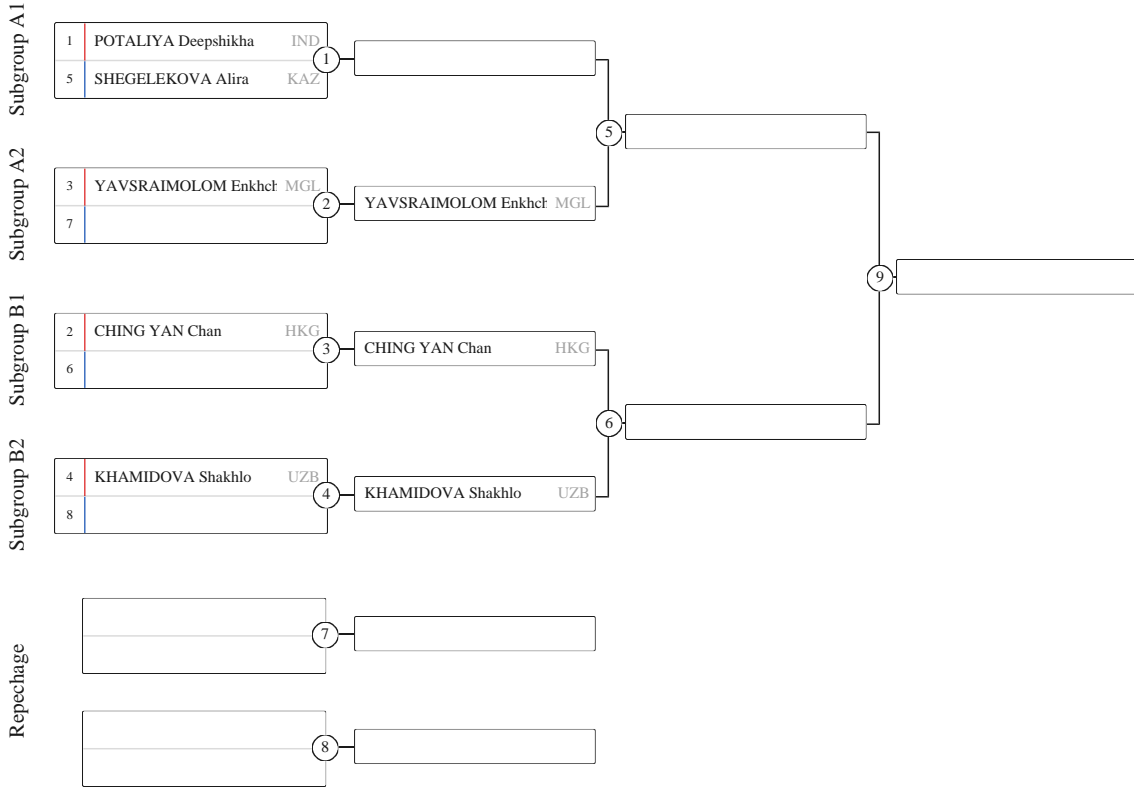 Subgroup A1
1 POTALIYA Deepshikha IND
5 SHEGELEKOVA Alira KAZ
1
5
Subgroup A2
3 YAVSRAIMOLOM Enkhch MGL
7
2
YAVSRAIMOLOM Enkhch MGL
9
Subgroup B1
2 CHING YAN Chan HKG
6
3
CHING YAN Chan HKG
6
Subgroup B2
4 KHAMIDOVA Shakhlo UZB
8
4
KHAMIDOVA Shakhlo UZB
Repechage
7
8